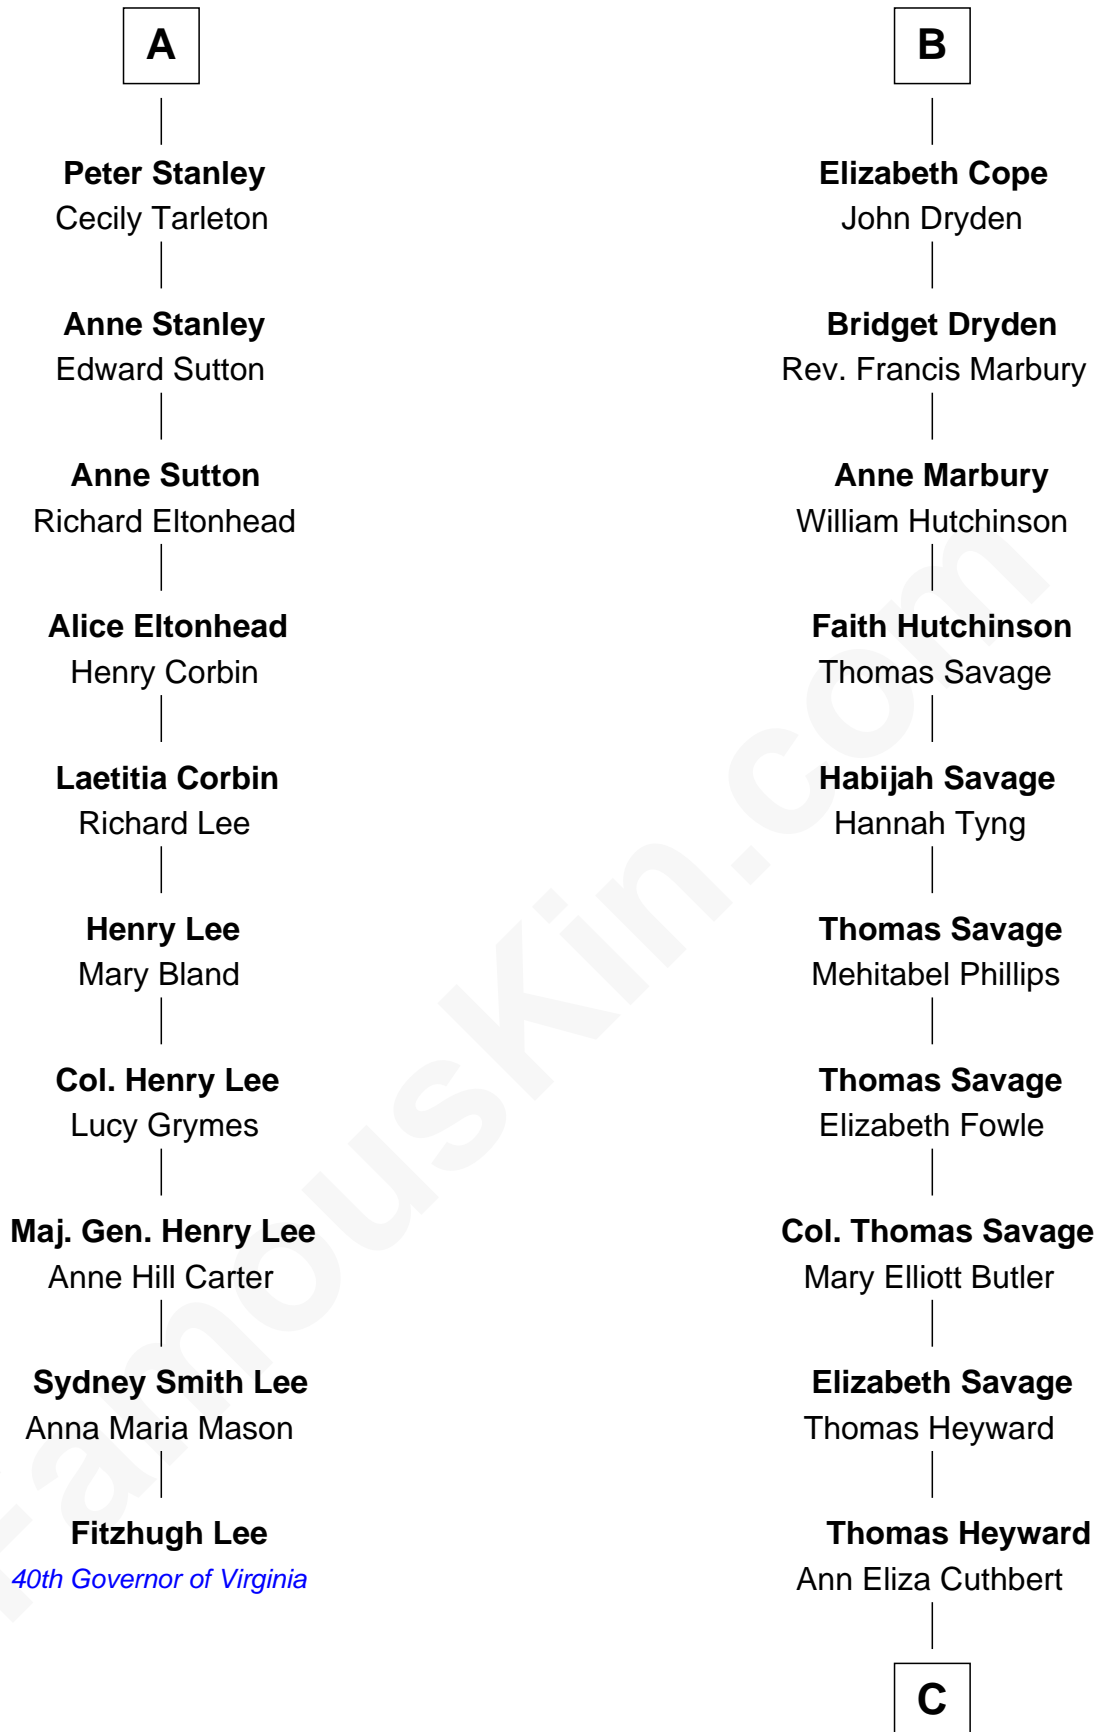 A
Peter Stanley
Cecily Tarleton
Anne Stanley
Edward Sutton
Anne Sutton
Richard Eltonhead
Alice Eltonhead
Henry Corbin
Laetitia Corbin
Richard Lee
Henry Lee
Mary Bland
Col. Henry Lee
Lucy Grymes
Maj. Gen. Henry Lee
Anne Hill Carter
Sydney Smith Lee
Anna Maria Mason
Fitzhugh Lee
40th Governor of Virginia
B
Elizabeth Cope
John Dryden
Bridget Dryden
Rev. Francis Marbury
Anne Marbury
William Hutchinson
Faith Hutchinson
Thomas Savage
Habijah Savage
Hannah Tyng
Thomas Savage
Mehitabel Phillips
Thomas Savage
Elizabeth Fowle
Col. Thomas Savage
Mary Elliott Butler
Elizabeth Savage
Thomas Heyward
Thomas Heyward
Ann Eliza Cuthbert
C
FamousKin.com